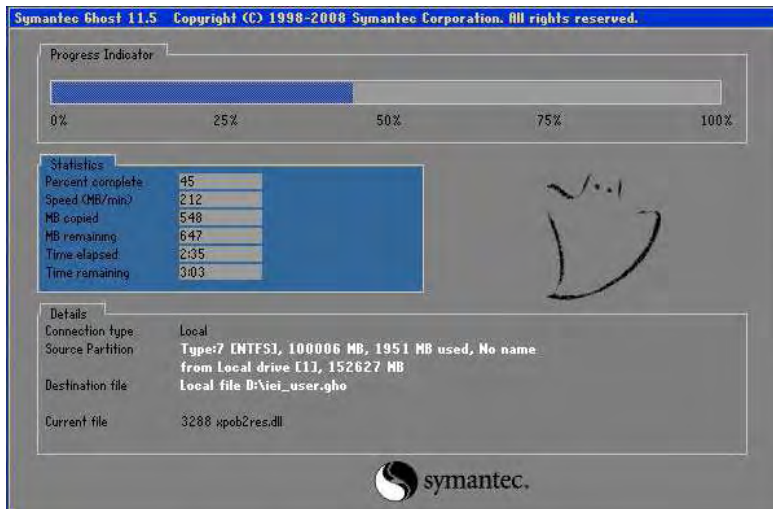 Symantec Ghost 11.5   Copyright (C) 1998-2008 Symantec Corporation. All rights reserved.
Progress Indicator
0% 25% 50% 75% 100%
Statistics
Percent complete 45
Speed (MB/min) 212
MB copied 548
MB remaining 647
Time elapsed 2:35
Time remaining 3:03
Details
Connection type Local
Source Partition Type:7 [NTFS], 100006 MB, 1951 MB used, No name
from Local drive [1], 152627 MB
Destination file Local file D:\iei_user.gho
Current file 3288 xpob2res.dll
symantec.